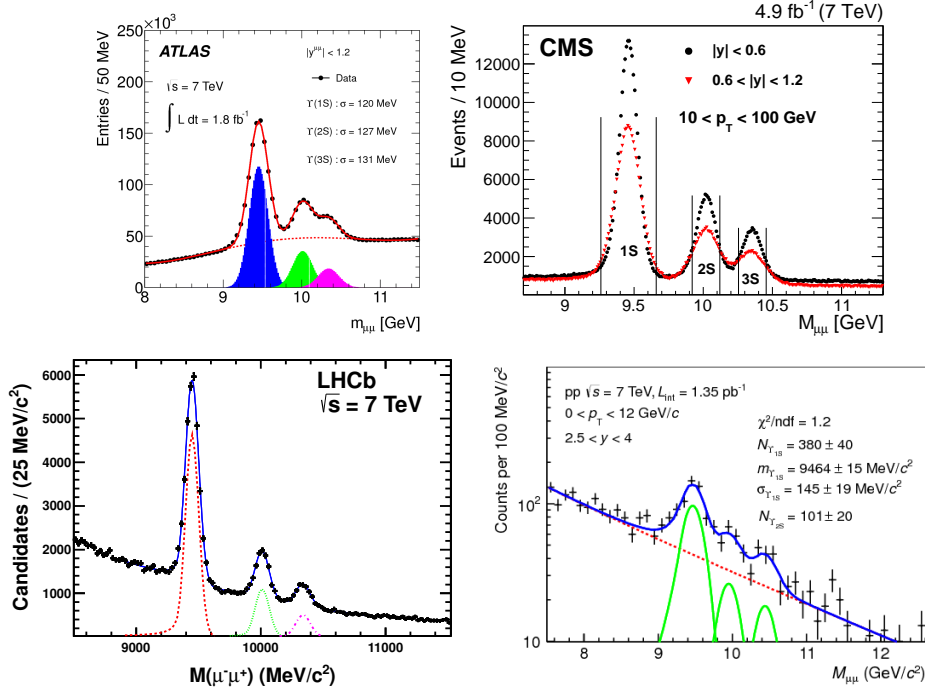 ×10³
250
200
150
100
50
0
Entries / 50 MeV
ATLAS
√s = 7 TeV
∫ L dt = 1.8 fb⁻¹
|y^μμ| < 1.2
Data
ϒ(1S) : σ = 120 MeV
ϒ(2S) : σ = 127 MeV
ϒ(3S) : σ = 131 MeV
8 9 10 11
m_μμ [GeV]
4.9 fb⁻¹ (7 TeV)
CMS
|y| < 0.6
0.6 < |y| < 1.2
10 < p_T < 100 GeV
Events / 10 MeV
12000
10000
8000
6000
4000
2000
0
1S
2S
3S
9 9.5 10 10.5 11
M_μμ [GeV]
LHCb
√s = 7 TeV
Candidates / (25 MeV/c²)
6000
5000
4000
3000
2000
1000
9000 10000 11000
M(μ⁻μ⁺) (MeV/c²)
Counts per 100 MeV/c²
pp √s = 7 TeV, L_int = 1.35 pb⁻¹
0 < p_T < 12 GeV/c
2.5 < y < 4
χ²/ndf = 1.2
N_ϒ1S = 380 ± 40
m_ϒ1S = 9464 ± 15 MeV/c²
σ_ϒ1S = 145 ± 19 MeV/c²
N_ϒ2S = 101 ± 20
10²
10
8 9 10 11 12
M_μμ (GeV/c²)